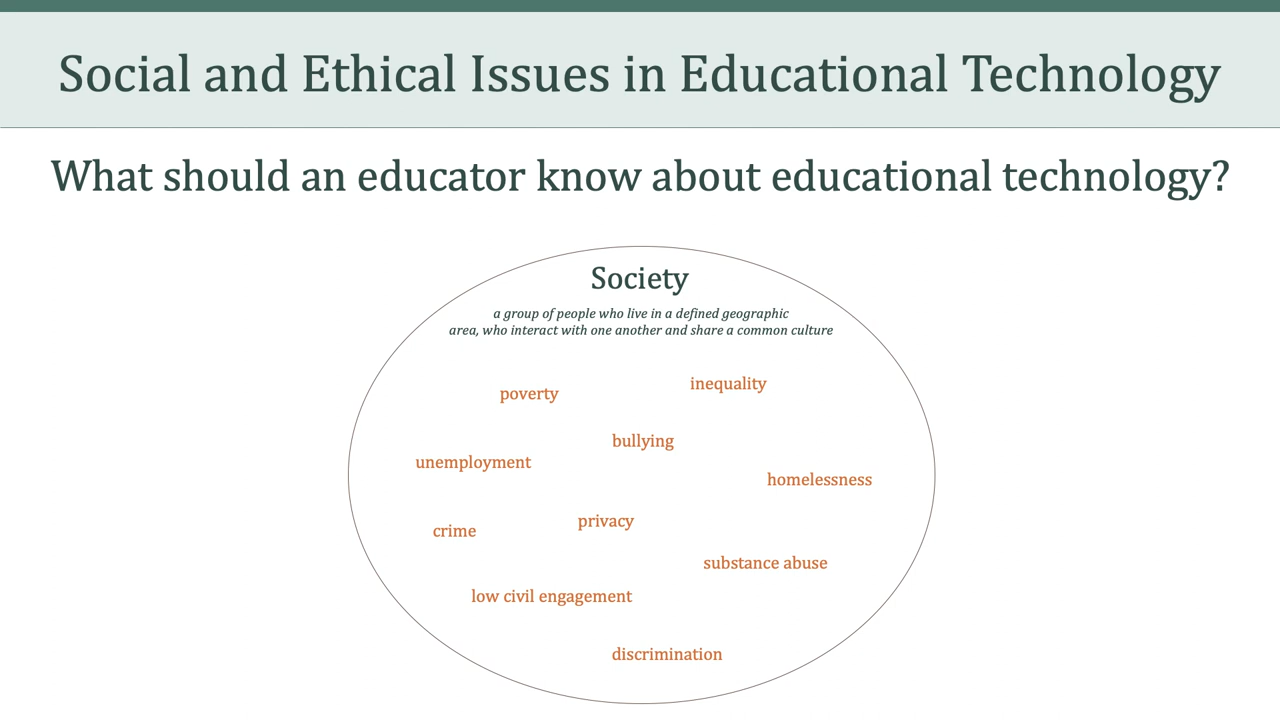 Social and Ethical Issues in Educational Technology
What should an educator know about educational technology?
Society
a group of people who live in a defined geographic
area, who interact with one another and share a common culture
inequality
poverty
bullying
unemployment
homelessness
privacy
crime
substance abuse
low civil engagement
discrimination